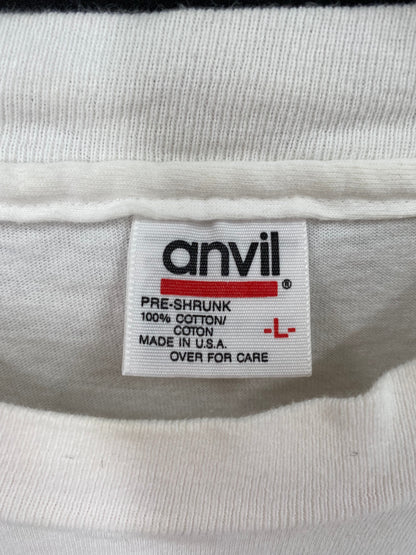 anvil
®
PRE-SHRUNK
100% COTTON/
COTON
-L-
MADE IN U.S.A.
OVER FOR CARE